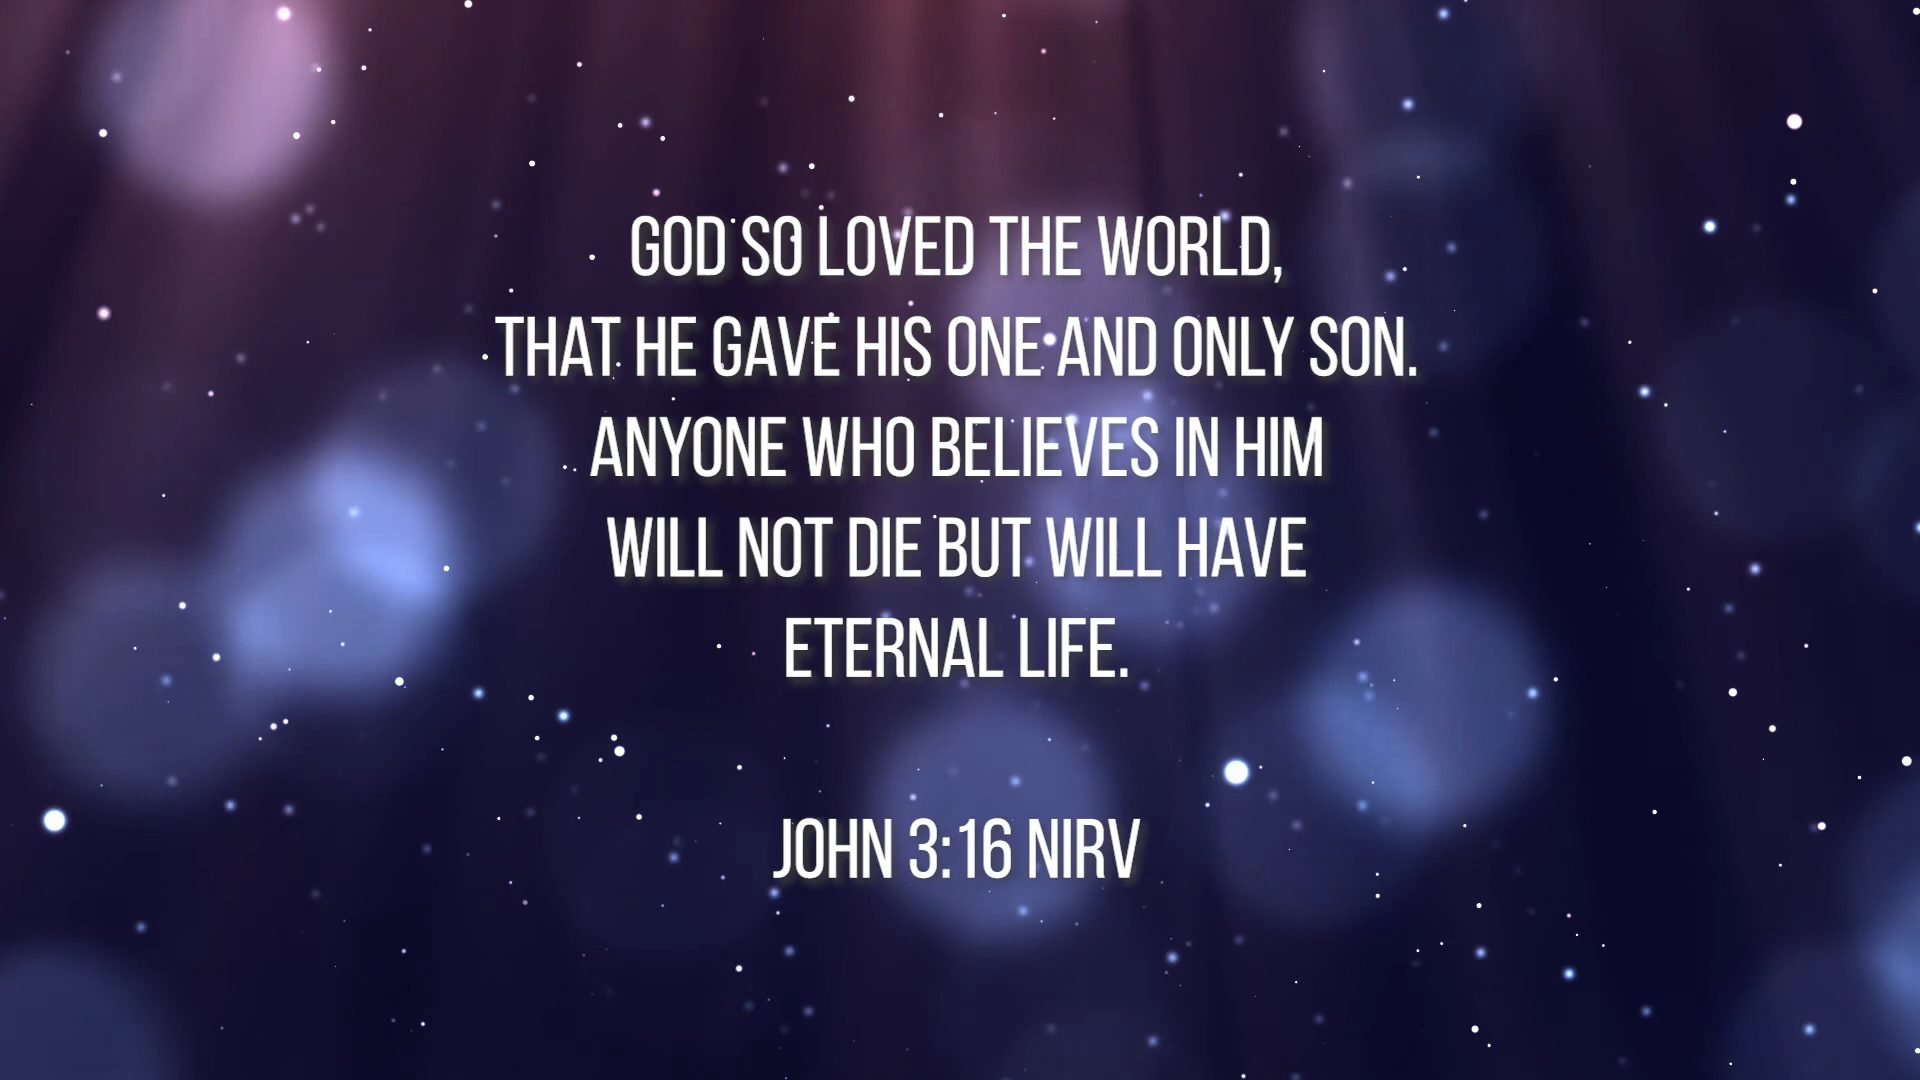 GOD SO LOVED THE WORLD,
THAT HE GAVE HIS ONE AND ONLY SON.
ANYONE WHO BELIEVES IN HIM
WILL NOT DIE BUT WILL HAVE
ETERNAL LIFE.
JOHN 3:16 NIRV